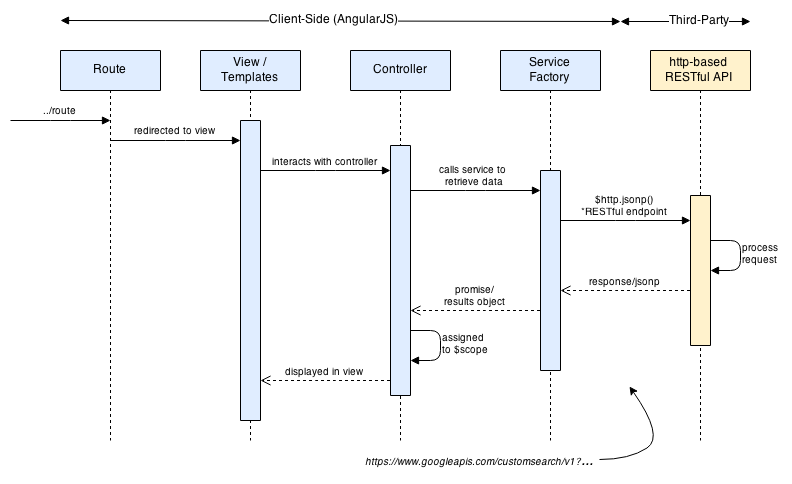 Client-Side (AngularJS)
Third-Party
Route
View /
Templates
Controller
Service
Factory
http-based
RESTful API
../route
redirected to view
interacts with controller
calls service to
retrieve data
$http.jsonp()
*RESTful endpoint
process
request
response/jsonp
promise/
results object
assigned
to $scope
displayed in view
https://www.googleapis.com/customsearch/v1?...